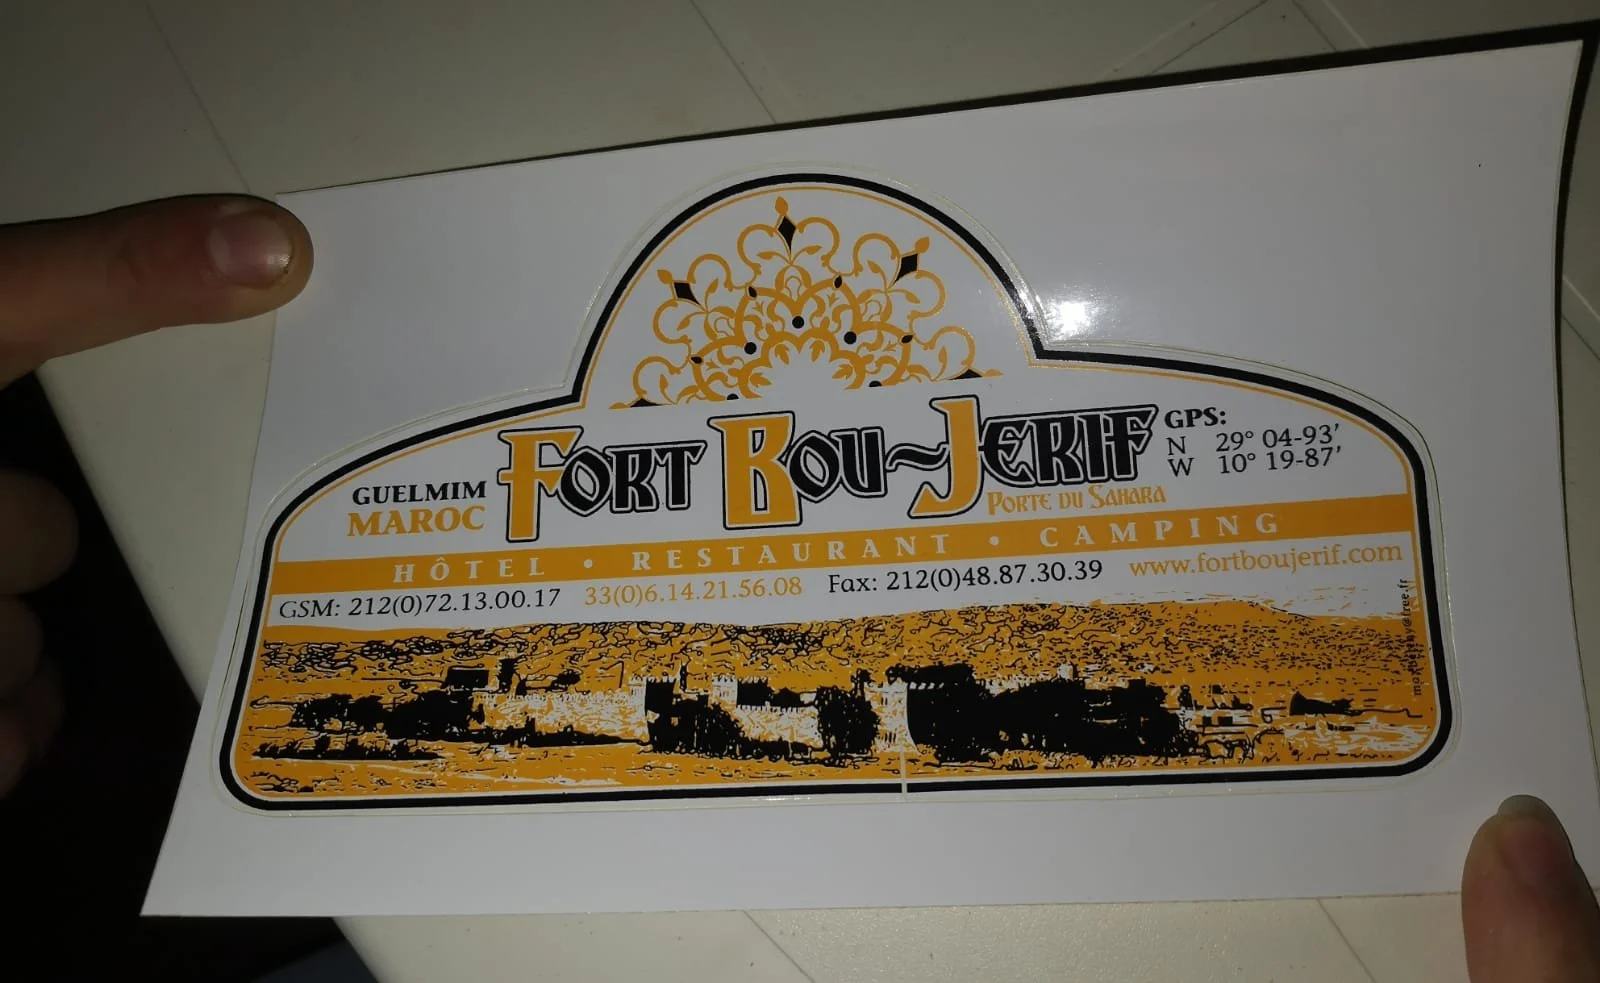 GUELMIM
MAROC
FORT BOU~JERIF
PORTE DU SAHARA
GPS:
N 29° 04-93'
W 10° 19-87'
HÔTEL • RESTAURANT • CAMPING
GSM: 212(0)72.13.00.17 33(0)6.14.21.56.08 Fax: 212(0)48.87.30.39 www.fortboujerif.com